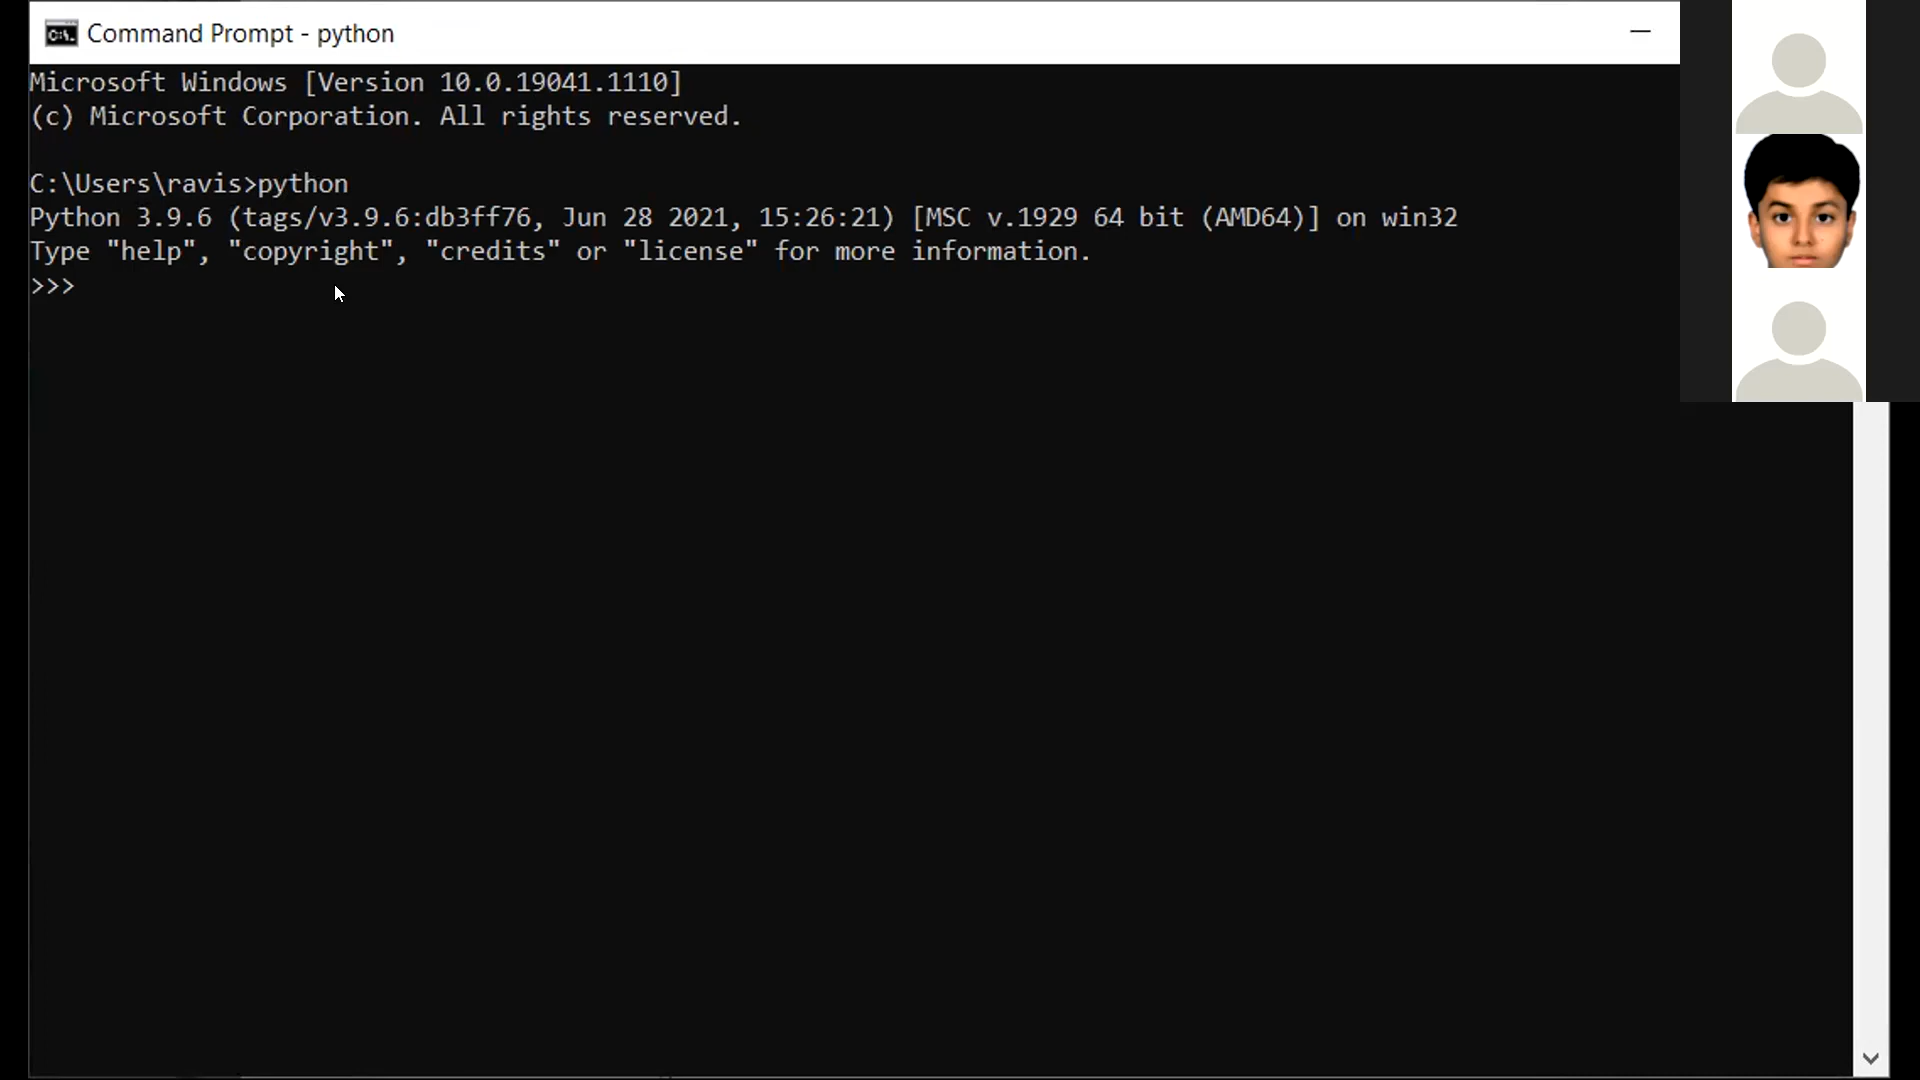 Command Prompt - python
Microsoft Windows [Version 10.0.19041.1110]
(c) Microsoft Corporation. All rights reserved.
C:\Users\ravis>python
Python 3.9.6 (tags/v3.9.6:db3ff76, Jun 28 2021, 15:26:21) [MSC v.1929 64 bit (AMD64)] on win32
Type "help", "copyright", "credits" or "license" for more information.
>>>